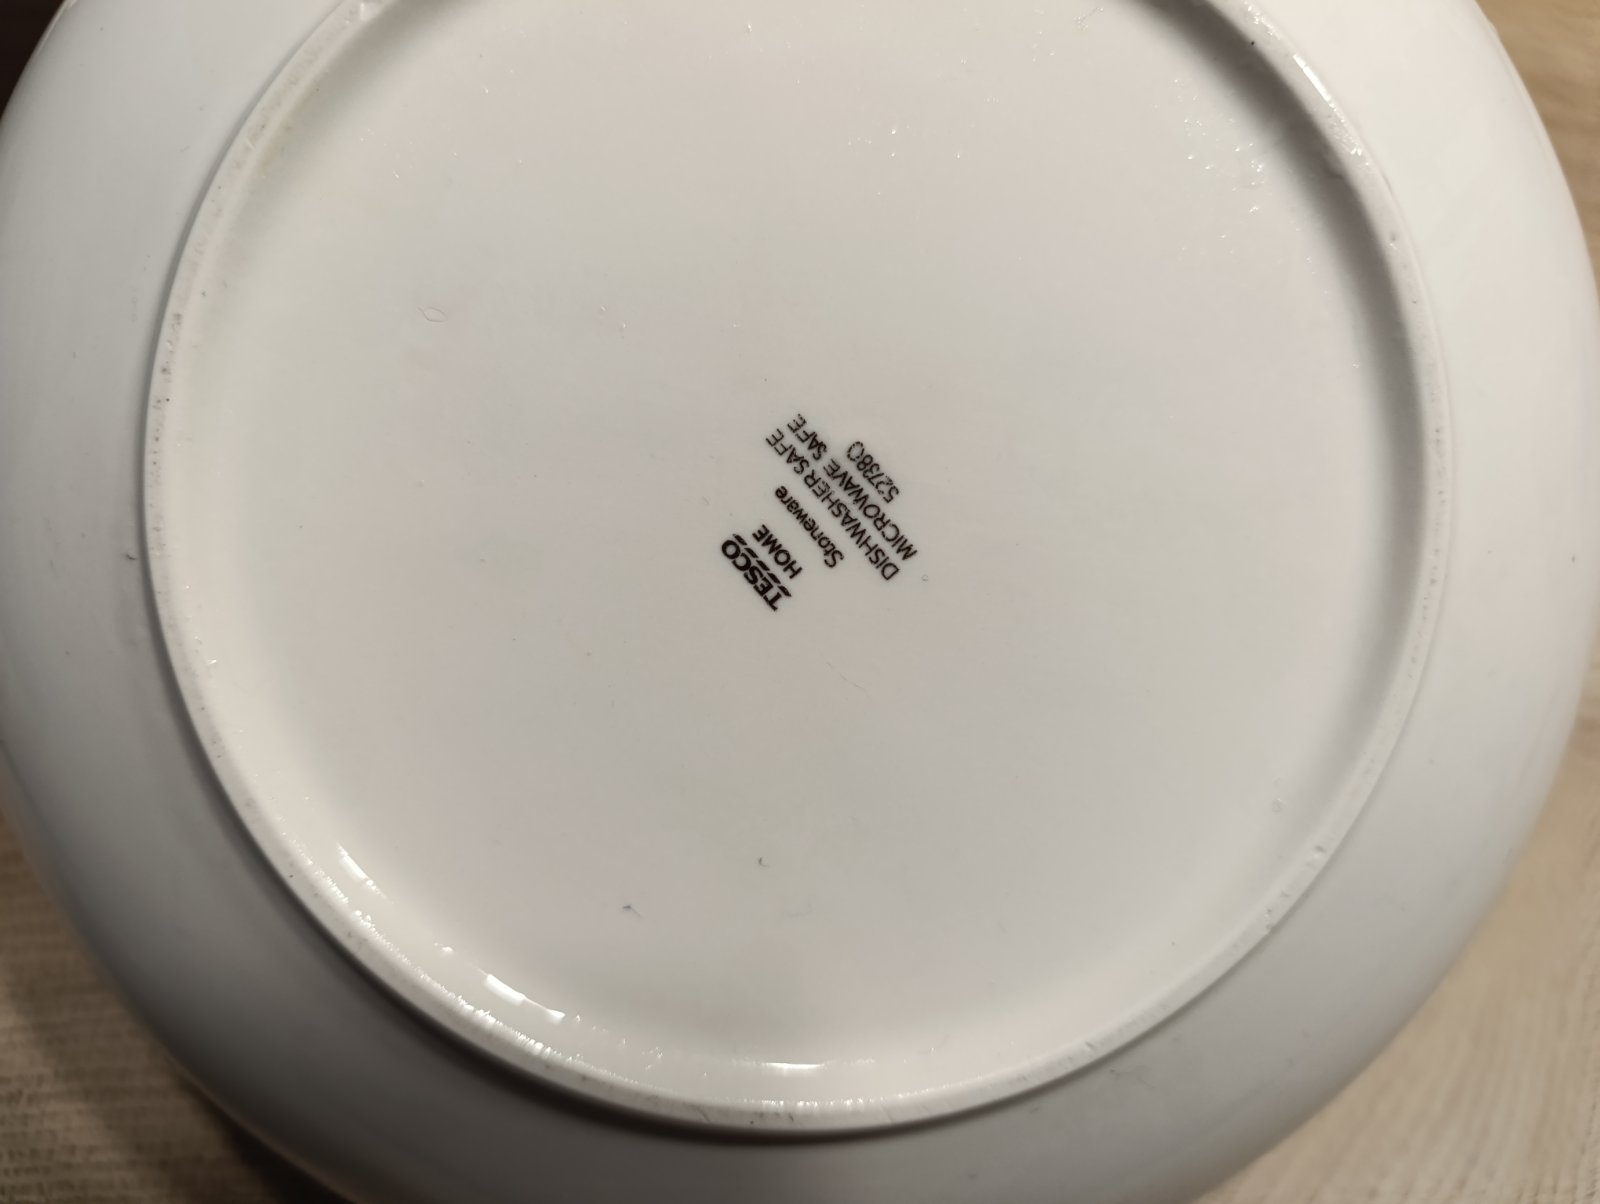 TESCO
HOME
Stoneware
DISHWASHER SAFE
MICROWAVE SAFE.
527380